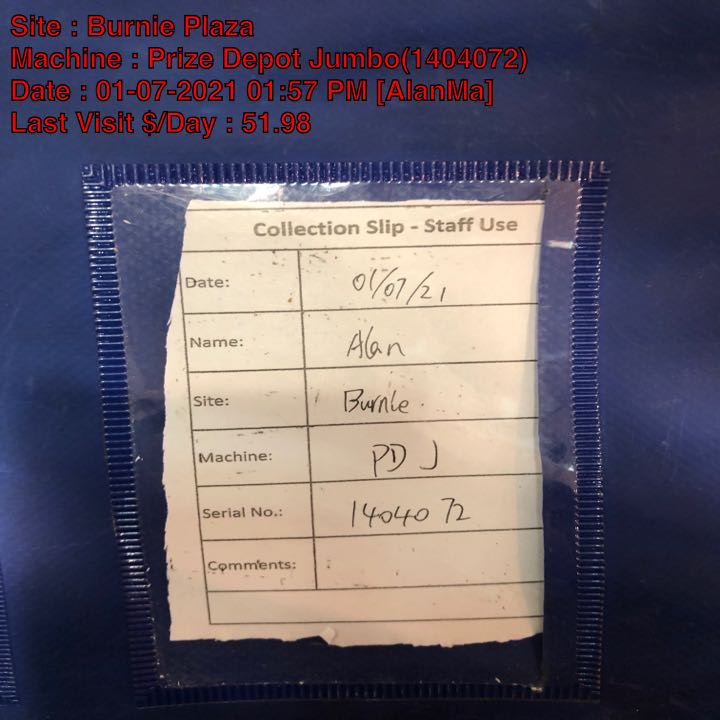 Site : Burnie Plaza
Machine : Prize Depot Jumbo(1404072)
Date : 01-07-2021 01:57 PM [AlanMa]
Last Visit $/Day : 51.98
Collection Slip - Staff Use
Date: 01/07/21
Name: Alan
Site: Burnie
Machine: PD J
Serial No.: 1404072
Comments: